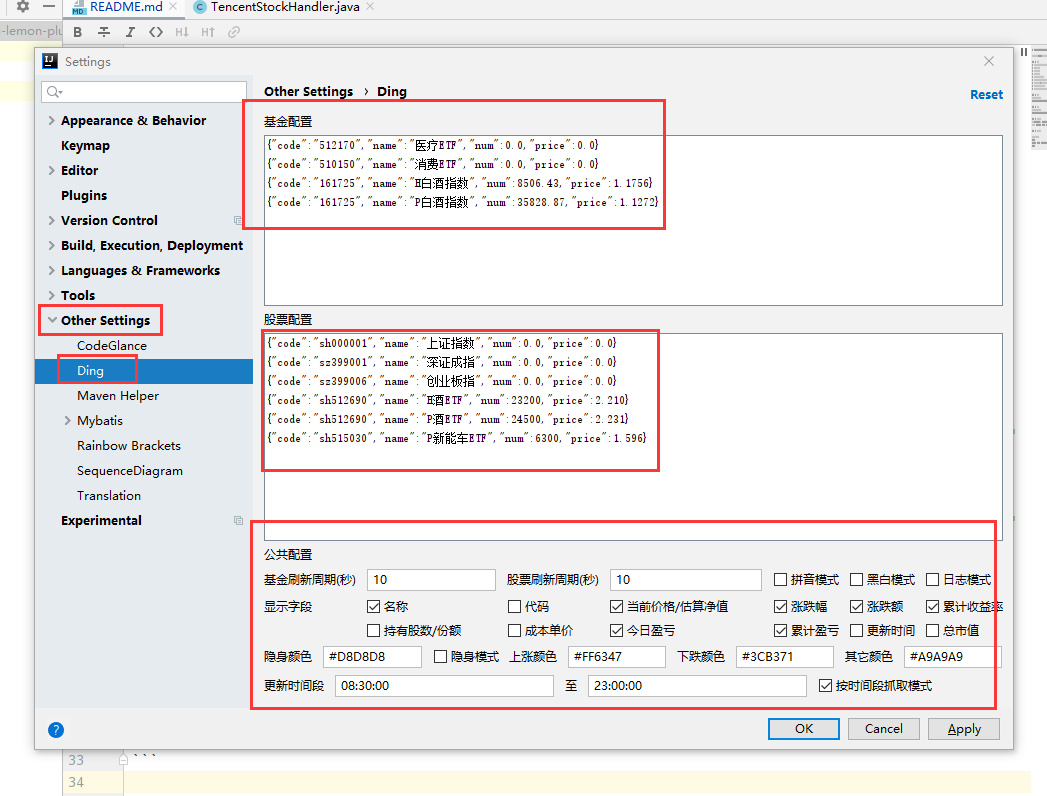 README.md
TencentStockHandler.java
-lemon-plu
B
I
H↓
H↑
Settings
Other Settings › Ding
Reset
Appearance & Behavior
Keymap
Editor
Plugins
Version Control
Build, Execution, Deployment
Languages & Frameworks
Tools
Other Settings
CodeGlance
Ding
Maven Helper
Mybatis
Rainbow Brackets
SequenceDiagram
Translation
Experimental
基金配置
{"code":"512170","name":"医疗ETF","num":0.0,"price":0.0}
{"code":"510150","name":"消费ETF","num":0.0,"price":0.0}
{"code":"161725","name":"H白酒指数","num":8506.43,"price":1.1756}
{"code":"161725","name":"P白酒指数","num":35828.87,"price":1.1272}
股票配置
{"code":"sh000001","name":"上证指数","num":0.0,"price":0.0}
{"code":"sz399001","name":"深证成指","num":0.0,"price":0.0}
{"code":"sz399006","name":"创业板指","num":0.0,"price":0.0}
{"code":"sh512690","name":"H酒ETF","num":23200,"price":2.210}
{"code":"sh512690","name":"P酒ETF","num":24500,"price":2.231}
{"code":"sh515030","name":"P新能车ETF","num":6300,"price":1.596}
公共配置
基金刷新周期(秒) 10 股票刷新周期(秒) 10 拼音模式 黑白模式 日志模式
显示字段 名称 代码 当前价格/估算净值 涨跌幅 涨跌额 累计收益率
持有股数/份额 成本单价 今日盈亏 累计盈亏 更新时间 总市值
隐身颜色 #D8D8D8 隐身模式 上涨颜色 #FF6347 下跌颜色 #3CB371 其它颜色 #A9A9A9
更新时间段 08:30:00 至 23:00:00 按时间段抓取模式
?
OK Cancel Apply
33 ```
34